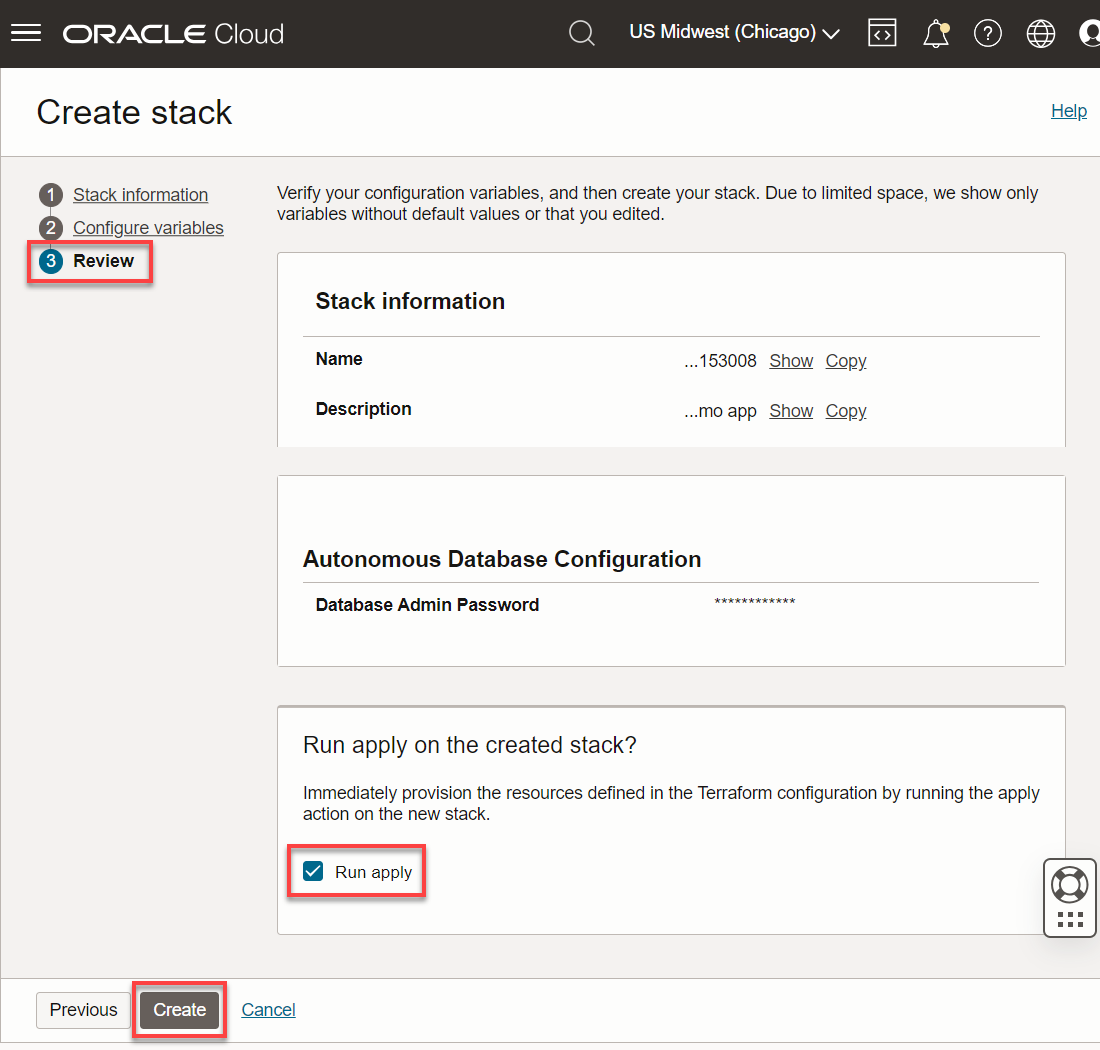 ORACLE Cloud
US Midwest (Chicago)
Create stack
Help
1 Stack information
2 Configure variables
3 Review
Verify your configuration variables, and then create your stack. Due to limited space, we show only
variables without default values or that you edited.
Stack information
Name ...153008 Show Copy
Description ...mo app Show Copy
Autonomous Database Configuration
Database Admin Password ************
Run apply on the created stack?
Immediately provision the resources defined in the Terraform configuration by running the apply
action on the new stack.
Run apply
Previous Create Cancel